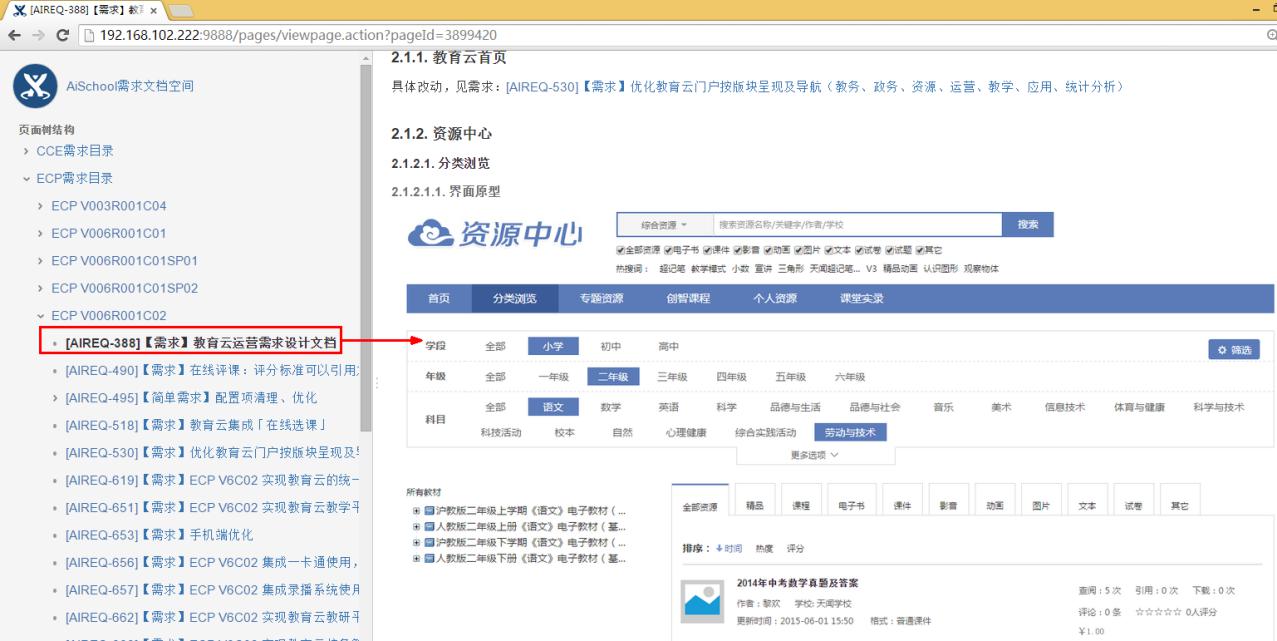 [AIREQ-388]【需求】教
192.168.102.222:9888/pages/viewpage.action?pageId=3899420
AiSchool需求文档空间
页面树结构
CCE需求目录
ECP需求目录
ECP V003R001C04
ECP V006R001C01
ECP V006R001C01SP01
ECP V006R001C01SP02
ECP V006R001C02
[AIREQ-388]【需求】教育云运营需求设计文档
[AIREQ-490]【需求】在线评课：评分标准可以引用
[AIREQ-495]【简单需求】配置项清理、优化
[AIREQ-518]【需求】教育云集成「在线选课」
[AIREQ-530]【需求】优化教育云门户按版块呈现及
[AIREQ-619]【需求】ECP V6C02 实现教育云的统一
[AIREQ-651]【需求】ECP V6C02 实现教育云教学平
[AIREQ-653]【需求】手机端优化
[AIREQ-656]【需求】ECP V6C02 集成一卡通使用，
[AIREQ-657]【需求】ECP V6C02 集成录播系统使用
[AIREQ-662]【需求】ECP V6C02 实现教育云教研平
2.1.1. 教育云首页
具体改动，见需求：[AIREQ-530]【需求】优化教育云门户按版块呈现及导航（教务、政务、资源、运营、教学、应用、统计分析）
2.1.2. 资源中心
2.1.2.1. 分类浏览
2.1.2.1.1. 界面原型
资源中心
综合资源 搜索资源名称/关键字/作者/学校 搜索
全部资源 电子书 课件 影音 动画 图片 文本 试卷 试题 其它
热搜词： 超记笔 教学模式 小数 宣讲 三角形 天闻超记笔... V3 精品动画 认识图形 观察物体
首页 分类浏览 专题资源 创智课程 个人资源 课堂实录
学段 全部 小学 初中 高中 筛选
年级 全部 一年级 二年级 三年级 四年级 五年级 六年级
科目 全部 语文 数学 英语 科学 品德与生活 品德与社会 音乐 美术 信息技术 体育与健康 科学与技术
科技活动 校本 自然 心理健康 综合实践活动 劳动与技术
更多选项
所有教材
沪教版二年级上学期《语文》电子教材（...
人教版二年级上册《语文》电子教材（基...
沪教版二年级下学期《语文》电子教材（...
人教版二年级下册《语文》电子教材（基...
全部资源 精品 课程 电子书 课件 影音 动画 图片 文本 试卷 其它
排序： 时间 热度 评分
2014年中考数学真题及答案
作者：黎欢 学校: 天闻学校
更新时间：2015-06-01 15:50 格式：普通课件
查阅：5 次 引用：0 次 下载：0 次
评论：0 条 ☆☆☆☆☆ 0人评分
¥1.00